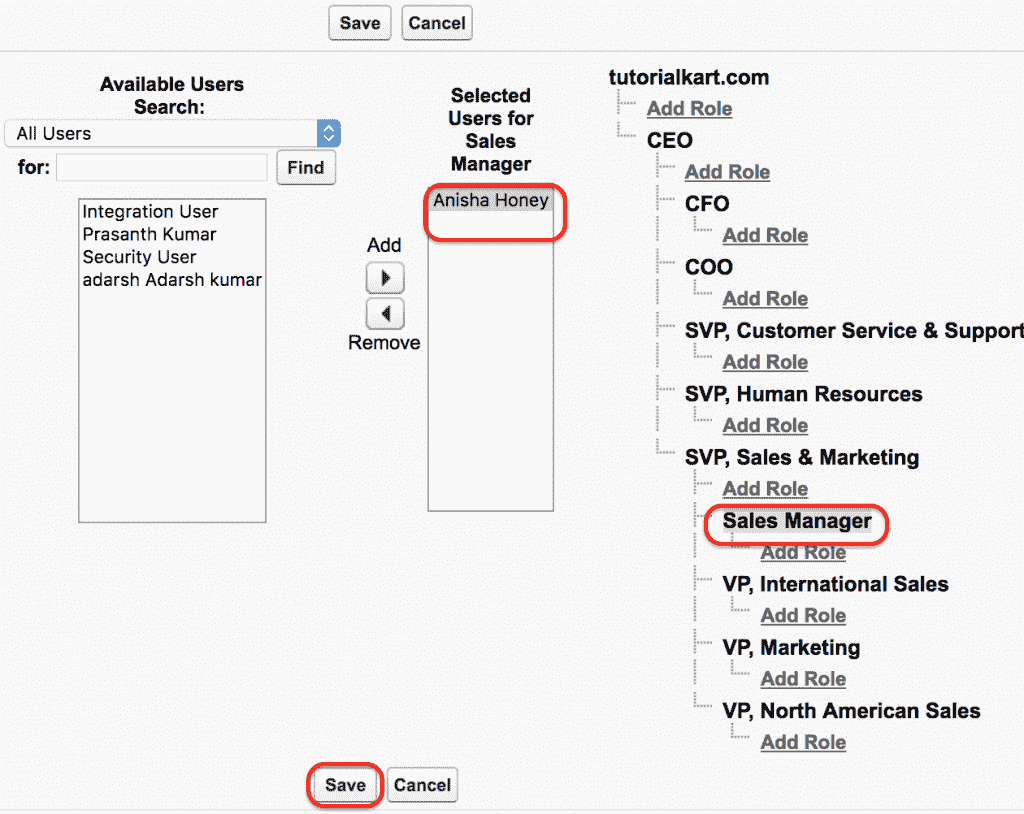 Save Cancel
Available Users
Search:
All Users
for: Find
Integration User
Prasanth Kumar
Security User
adarsh Adarsh kumar
Add
Remove
Selected
Users for
Sales
Manager
Anisha Honey
tutorialkart.com
Add Role
CEO
Add Role
CFO
Add Role
COO
Add Role
SVP, Customer Service & Support
Add Role
SVP, Human Resources
Add Role
SVP, Sales & Marketing
Add Role
Sales Manager
Add Role
VP, International Sales
Add Role
VP, Marketing
Add Role
VP, North American Sales
Add Role
Save Cancel